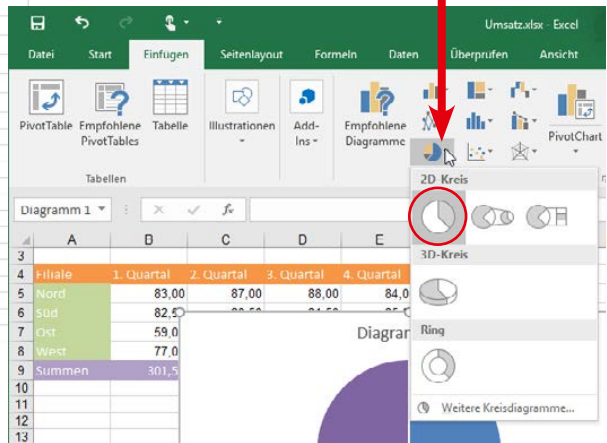 Umsatz.xlsx - Excel
Datei Start Einfügen Seitenlayout Formeln Daten Überprüfen Ansicht
PivotTable Empfohlene PivotTables Tabelle Illustrationen Add-Ins Empfohlene Diagramme PivotChart
Tabellen
2D-Kreis
Diagramm 1 fx
A B C D E
3D-Kreis
3
4 Filiale 1. Quartal 2. Quartal 3. Quartal 4. Quartal
5 Nord 83,00 87,00 88,00 84,0
6 Süd 82,5
7 Ost 59,0 Diagram
Ring
8 West 77,0
9 Summen 301,5
10
11
Weitere Kreisdiagramme...
12
13